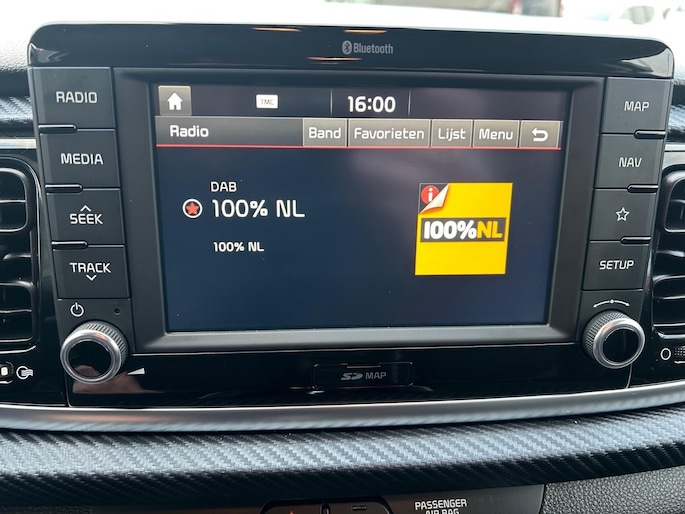 Bluetooth
RADIO
MEDIA
SEEK
TRACK
TMC
16:00
Radio
Band
Favorieten
Lijst
Menu
DAB
100% NL
100% NL
i
100%NL
MAP
NAV
SETUP
SD MAP
PASSENGER
AIR BAG